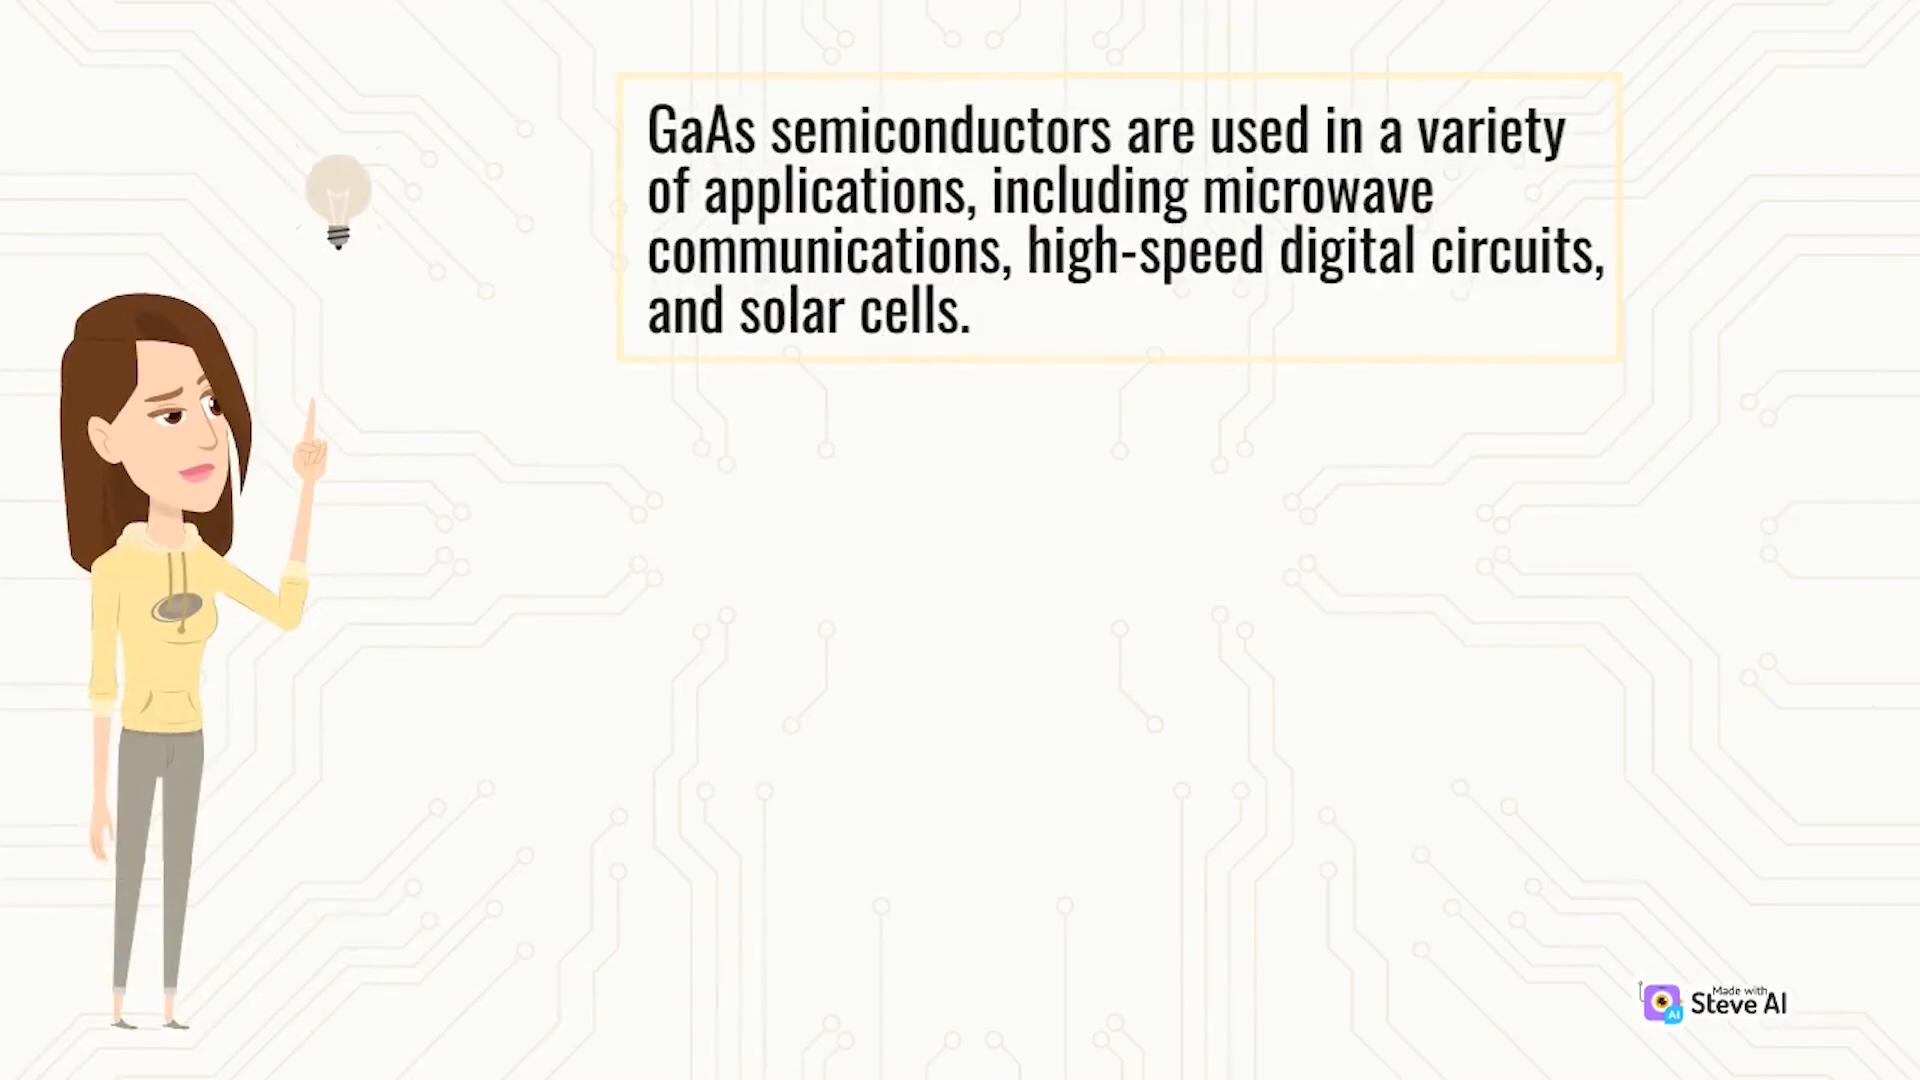 GaAs semiconductors are used in a variety
of applications, including microwave
communications, high-speed digital circuits,
and solar cells.
Made with
Steve AI
AI